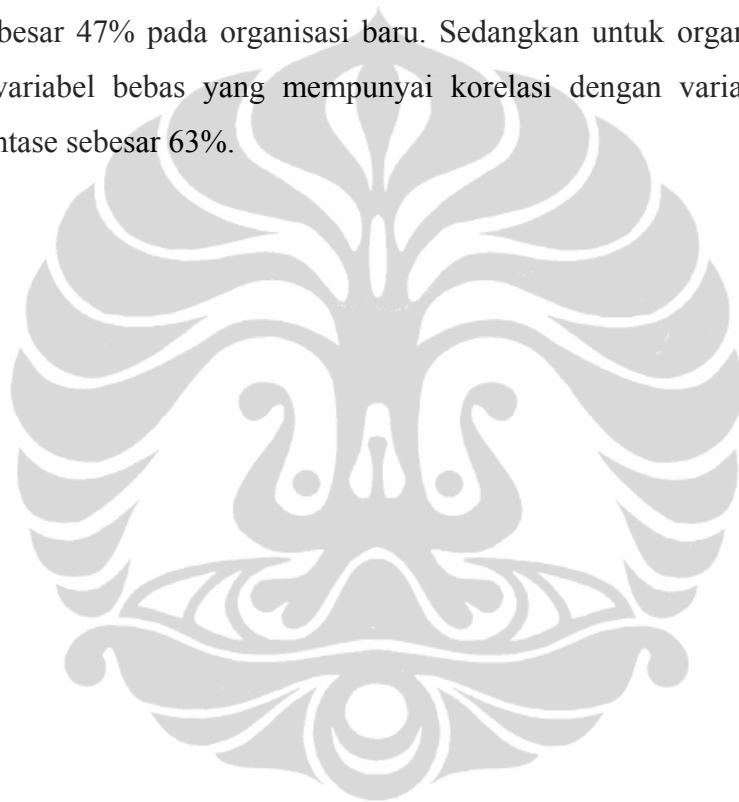 besar 47% pada organisasi baru. Sedangkan untuk organ
variabel bebas yang mempunyai korelasi dengan varia
ntase sebesar 63%.